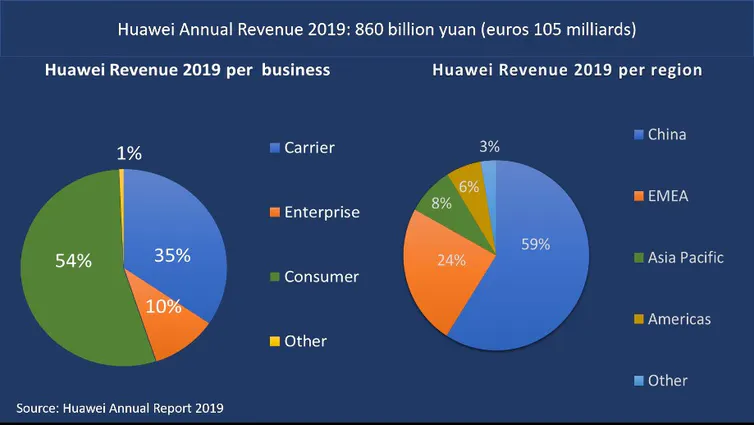 Huawei Annual Revenue 2019: 860 billion yuan (euros 105 milliards)
Huawei Revenue 2019 per business
1%
54%
35%
10%
Carrier
Enterprise
Consumer
Other
Huawei Revenue 2019 per region
3%
6%
8%
24%
59%
China
EMEA
Asia Pacific
Americas
Other
Source: Huawei Annual Report 2019